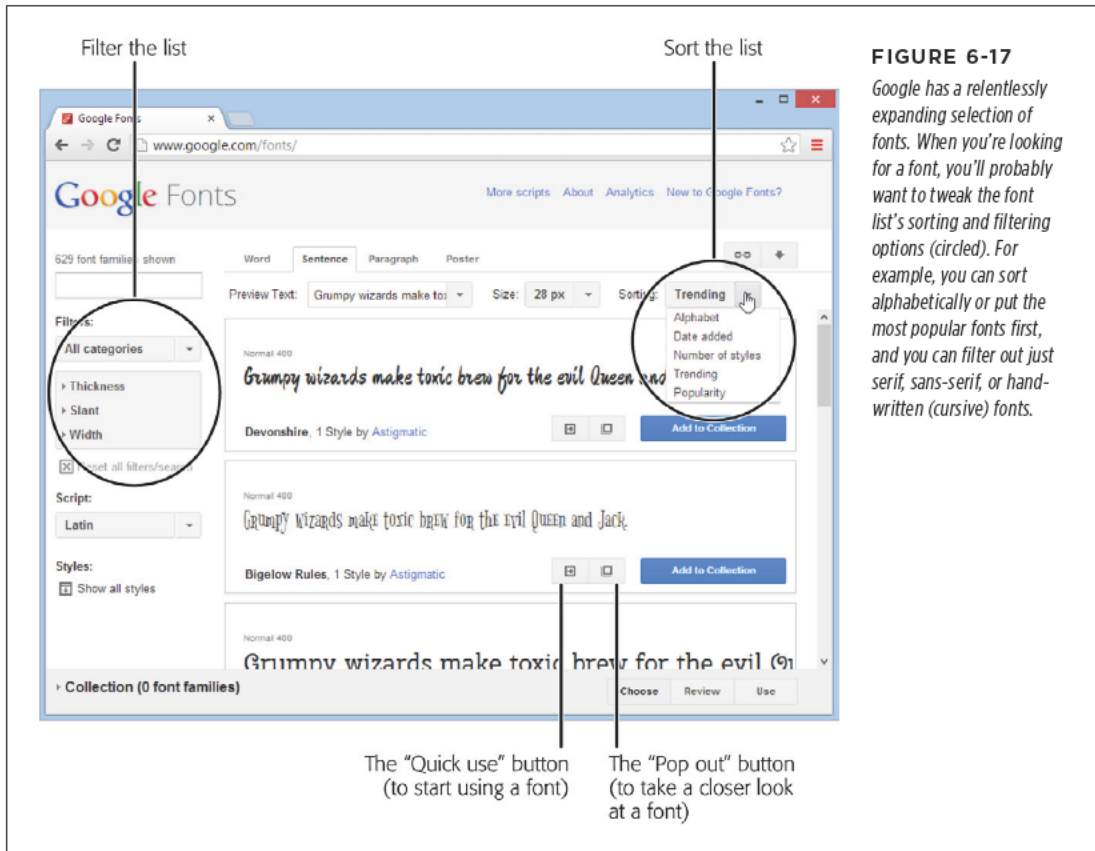 Filter the list
Sort the list
Google Fonts
www.google.com/fonts/
Google Fonts
More scripts About Analytics New to Google Fonts?
629 font families shown
Word Sentence Paragraph Poster
Preview Text: Grumpy wizards make to Size: 28 px Sorting: Trending
Alphabet
Date added
Number of styles
Trending
Popularity
Filters:
All categories
Thickness
Slant
Width
Reset all filters/search
Script:
Latin
Styles:
Show all styles
Normal 400
Grumpy wizards make toxic brew for the evil Queen and
Devonshire, 1 Style by Astigmatic
Add to Collection
Normal 400
Grumpy wizards make toxic brew for the evil Queen and Jack.
Bigelow Rules, 1 Style by Astigmatic
Add to Collection
Normal 400
Grumpy wizards make toxic brew for the evil
Collection (0 font families)
Choose Review Use
The "Quick use" button
(to start using a font)
The "Pop out" button
(to take a closer look
at a font)
FIGURE 6-17
Google has a relentlessly
expanding selection of
fonts. When you're looking
for a font, you'll probably
want to tweak the font
list's sorting and filtering
options (circled). For
example, you can sort
alphabetically or put the
most popular fonts first,
and you can filter out just
serif, sans-serif, or hand-
written (cursive) fonts.